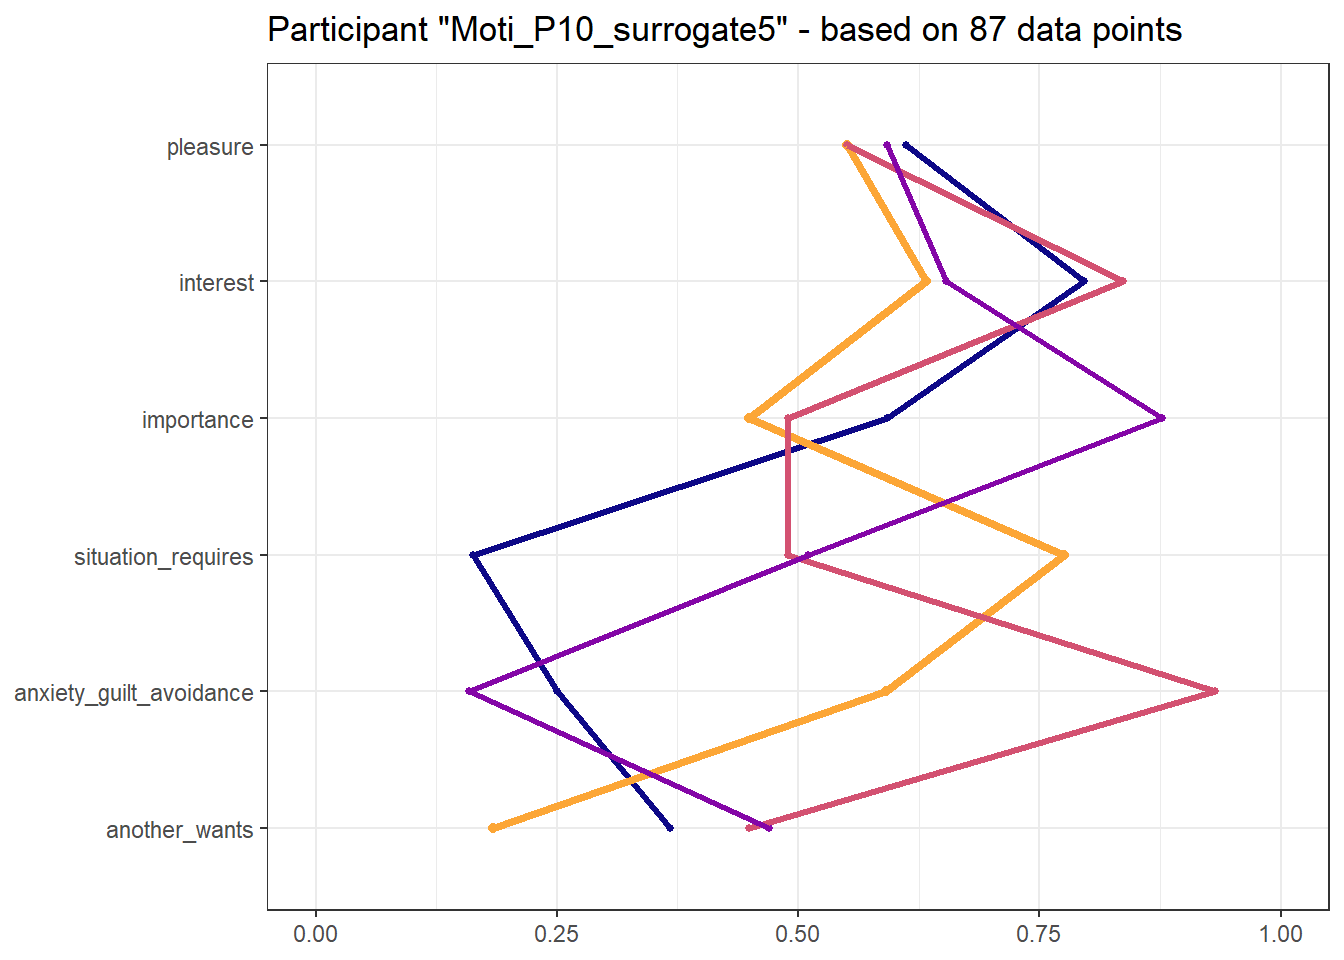 Participant "Moti_P10_surrogate5" - based on 87 data points
pleasure
interest
importance
situation_requires
anxiety_guilt_avoidance
another_wants
0.00 0.25 0.50 0.75 1.00